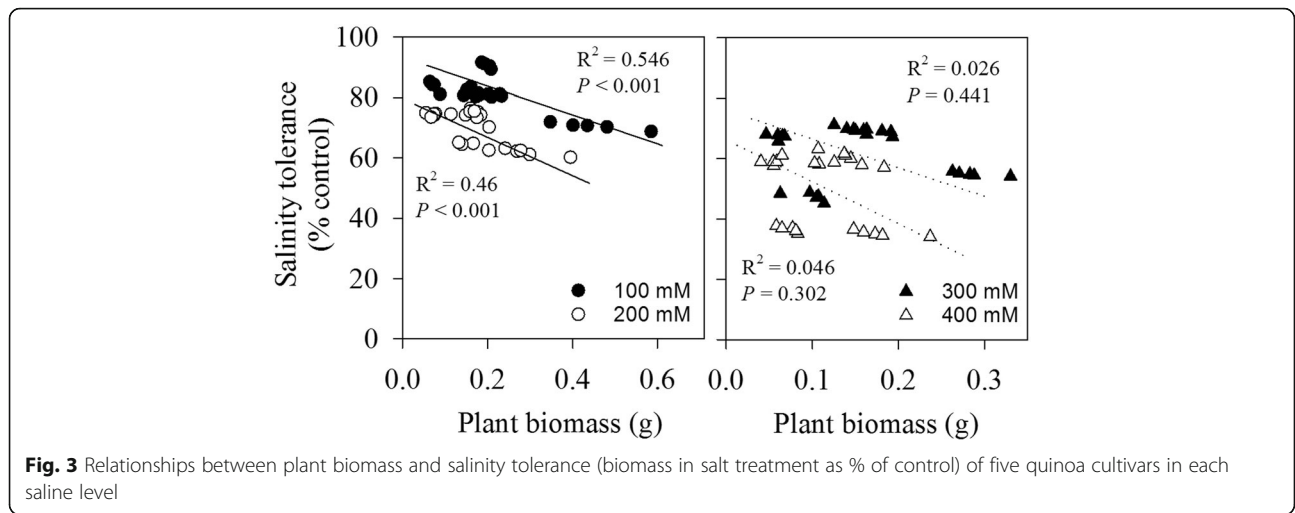 100
80
60
40
20
0
Salinity tolerance
(% control)
R² = 0.546
P < 0.001
R² = 0.46
P < 0.001
100 mM
200 mM
0.0 0.2 0.4 0.6
Plant biomass (g)
R² = 0.026
P = 0.441
R² = 0.046
P = 0.302
300 mM
400 mM
0.0 0.1 0.2 0.3
Plant biomass (g)
Fig. 3 Relationships between plant biomass and salinity tolerance (biomass in salt treatment as % of control) of five quinoa cultivars in each
saline level